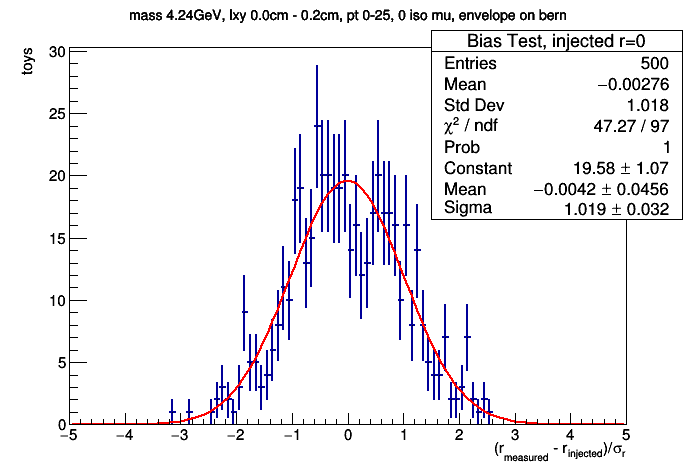 mass 4.24GeV, lxy 0.0cm - 0.2cm, pt 0-25, 0 iso mu, envelope on bern
Bias Test, injected r=0
Entries 500
Mean −0.00276
Std Dev 1.018
χ² / ndf 47.27 / 97
Prob 1
Constant 19.58 ± 1.07
Mean −0.0042 ± 0.0456
Sigma 1.019 ± 0.032
toys
30
25
20
15
10
5
0
−5 −4 −3 −2 −1 0 1 2 3 4 5
(r_measured - r_injected)/σ_r